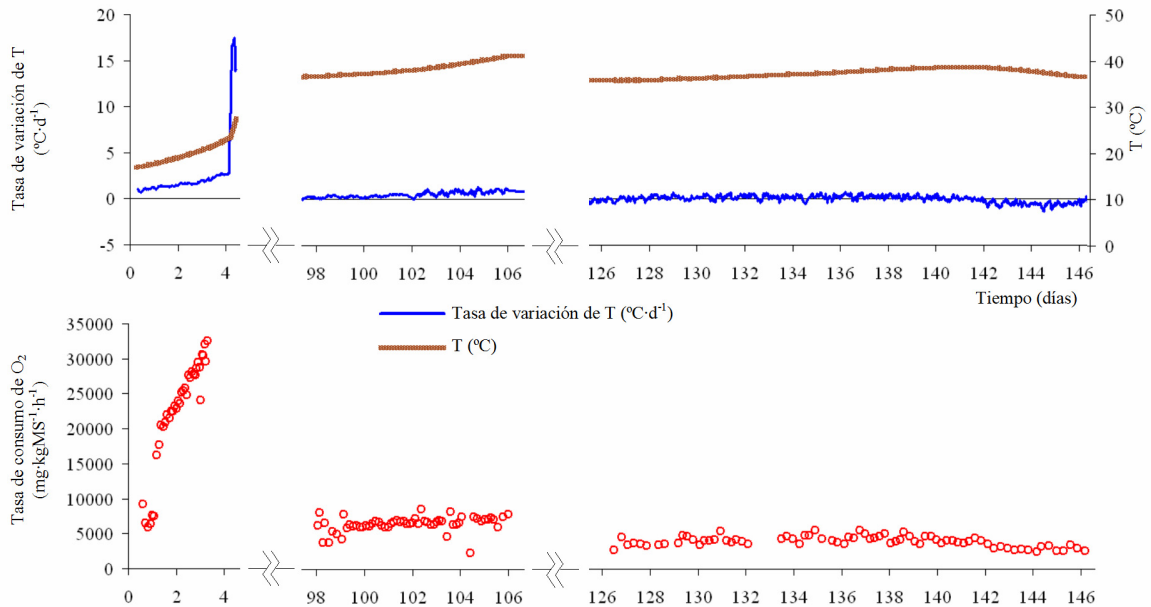 Tasa de variación de T
(ºC·d-1)
20
15
10
5
0
-5
0 2 4
98 100 102 104 106
126 128 130 132 134 136 138 140 142 144 146
50
40
30
20
10
0
T (ºC)
Tiempo (días)
Tasa de variación de T (ºC·d-1)
T (ºC)
Tasa de consumo de O2
(mg·kgMS-1·h-1)
35000
30000
25000
20000
15000
10000
5000
0
0 2 4
98 100 102 104 106
126 128 130 132 134 136 138 140 142 144 146